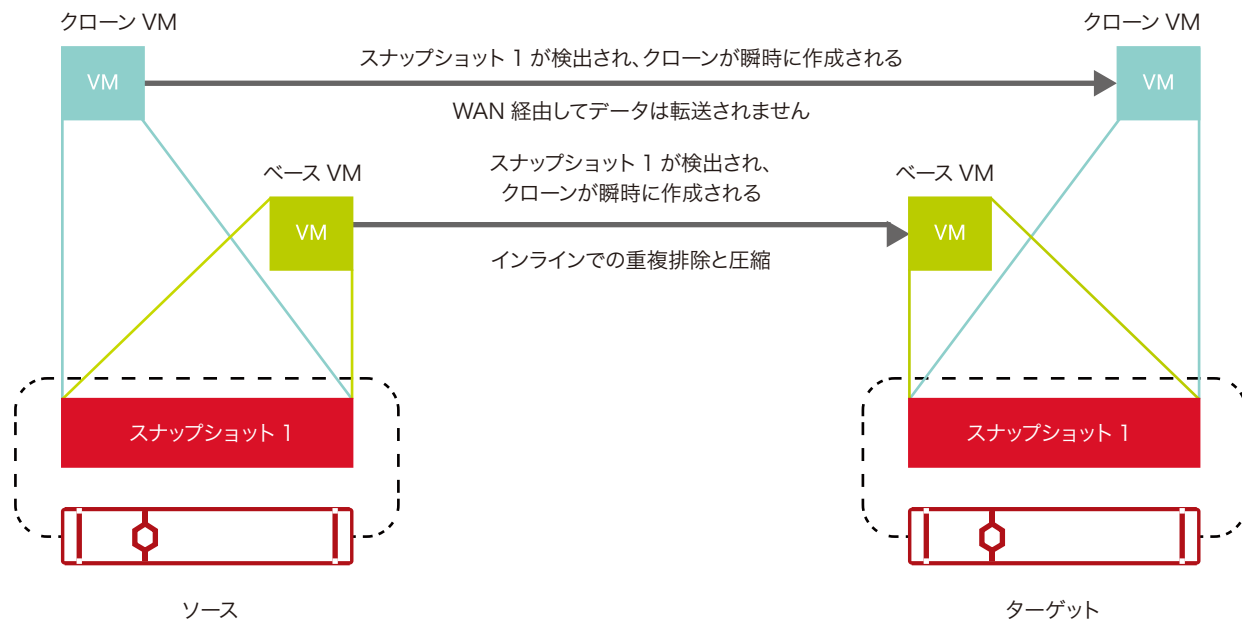 クローン VM
クローン VM
VM
スナップショット 1 が検出され、クローンが瞬時に作成される
VM
WAN 経由してデータは転送されません
ベース VM
スナップショット 1 が検出され、
クローンが瞬時に作成される
ベース VM
VM
VM
インラインでの重複排除と圧縮
スナップショット 1
スナップショット 1
ソース
ターゲット